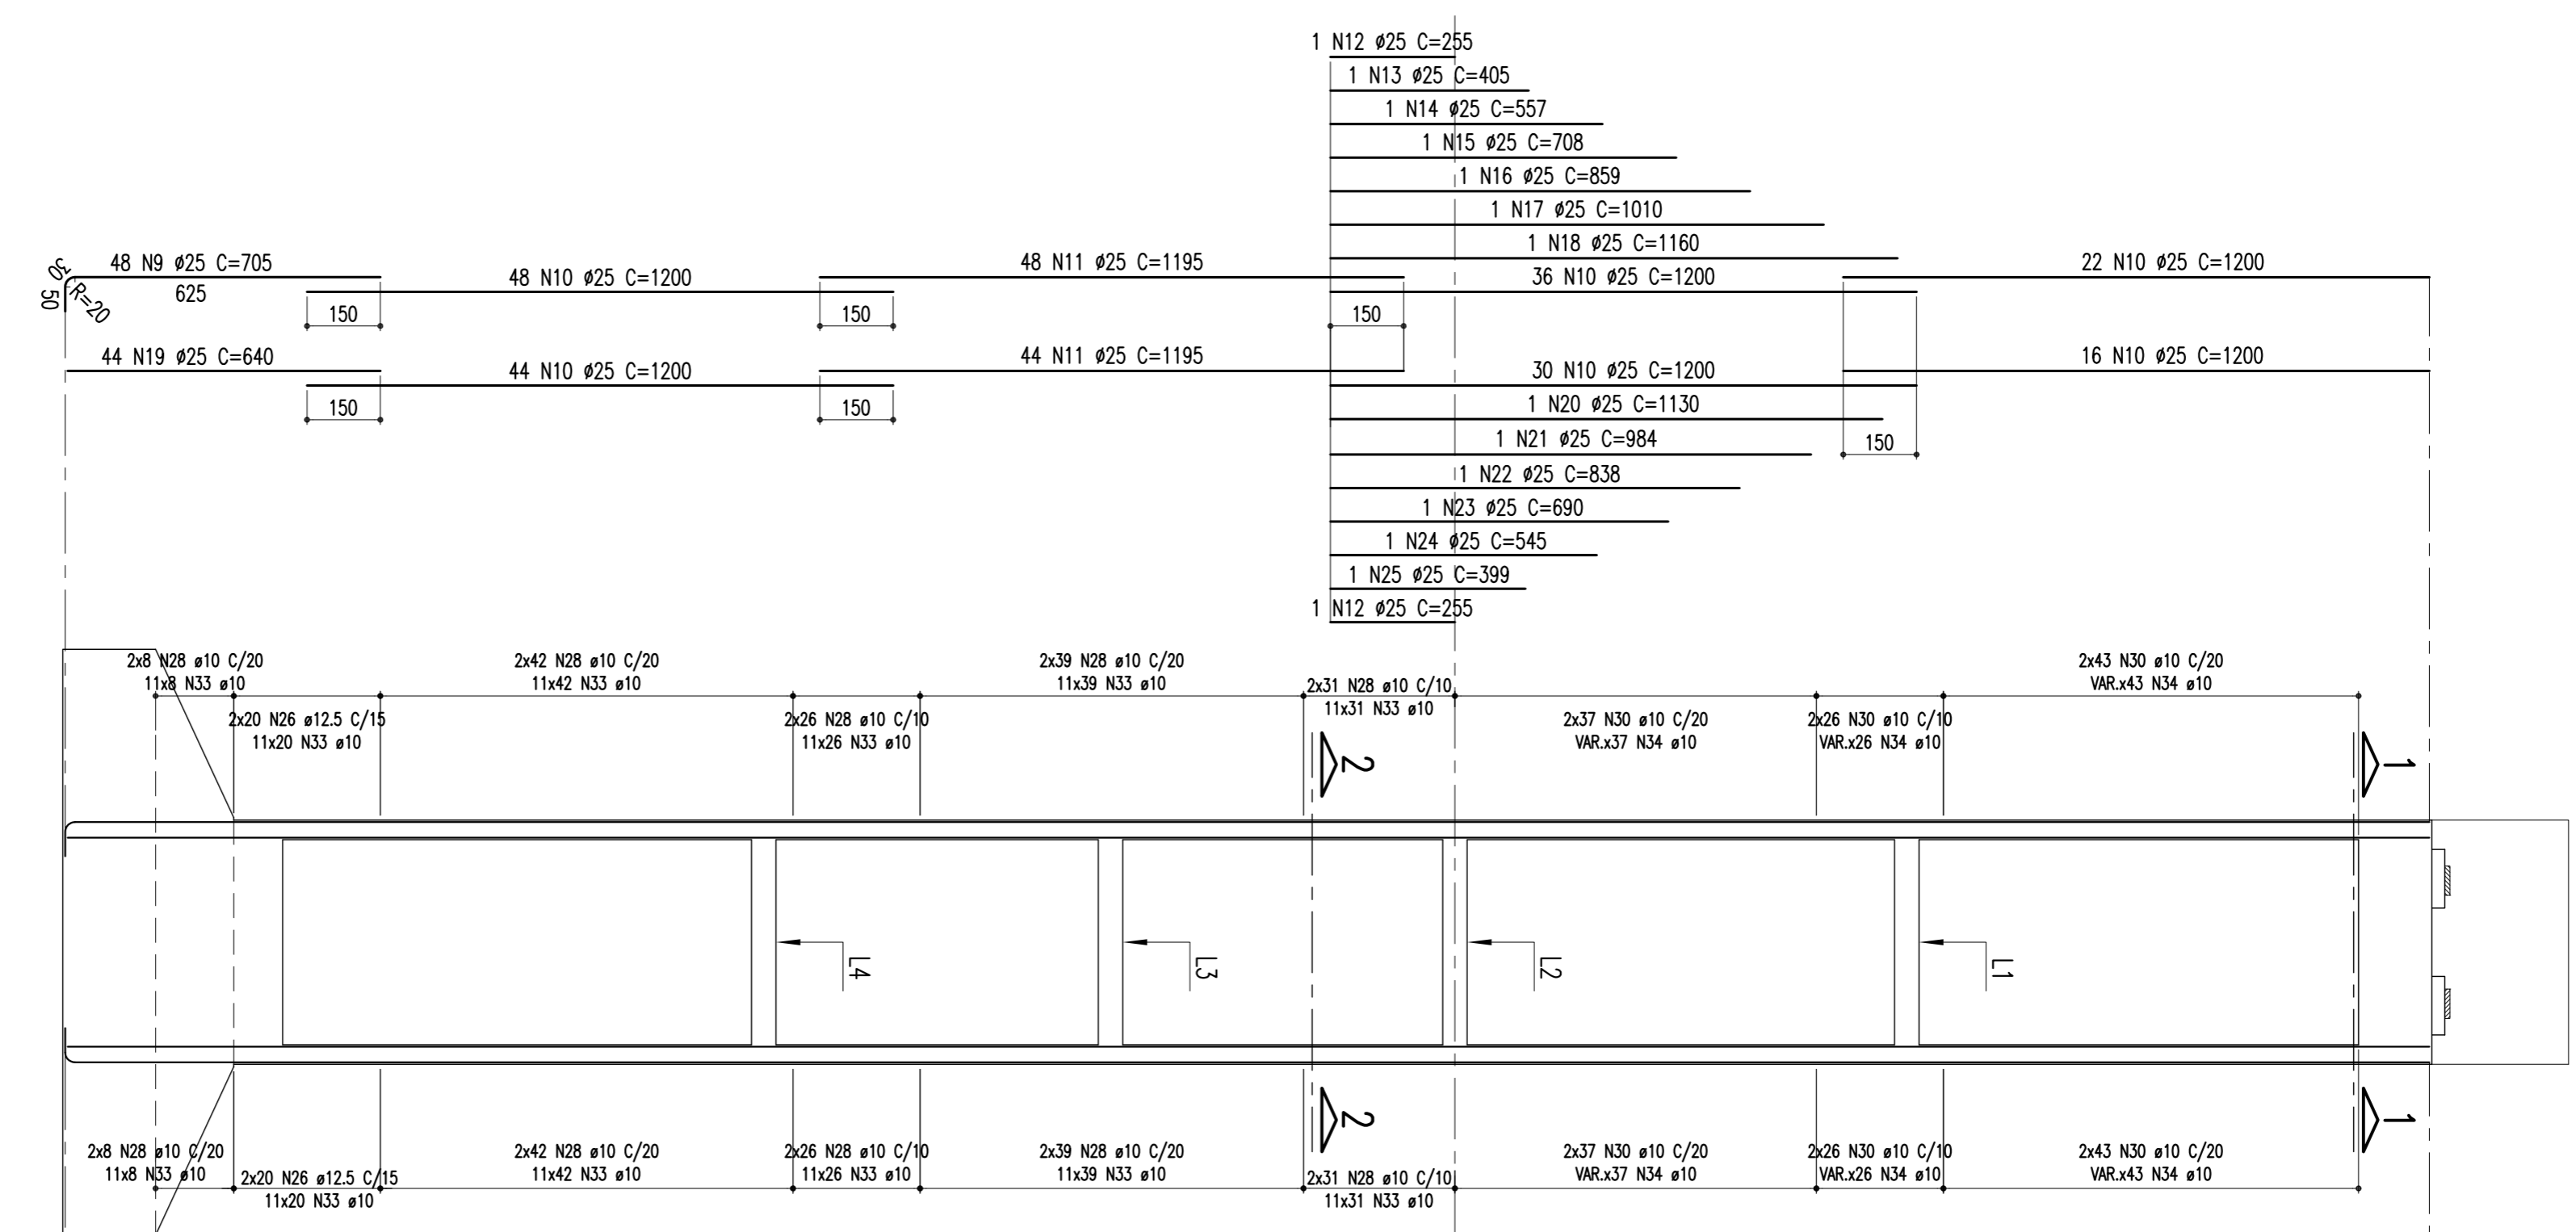 1 N12 ø25 C=255
1 N13 ø25 C=405
1 N14 ø25 C=557
1 N15 ø25 C=708
1 N16 ø25 C=859
1 N17 ø25 C=1010
1 N18 ø25 C=1160
48 N9 ø25 C=705
48 N10 ø25 C=1200
48 N11 ø25 C=1195
36 N10 ø25 C=1200
22 N10 ø25 C=1200
30
50
R=20
625
150
150
150
44 N19 ø25 C=640
44 N10 ø25 C=1200
44 N11 ø25 C=1195
30 N10 ø25 C=1200
16 N10 ø25 C=1200
150
150
1 N20 ø25 C=1130
1 N21 ø25 C=984
150
1 N22 ø25 C=838
1 N23 ø25 C=690
1 N24 ø25 C=545
1 N25 ø25 C=399
1 N12 ø25 C=255
2x8 N28 ø10 C/20
11x8 N33 ø10
2x20 N26 ø12.5 C/15
11x20 N33 ø10
2x42 N28 ø10 C/20
11x42 N33 ø10
2x26 N28 ø10 C/10
11x26 N33 ø10
2x39 N28 ø10 C/20
11x39 N33 ø10
2x31 N28 ø10 C/10
11x31 N33 ø10
2x37 N30 ø10 C/20
VAR.x37 N34 ø10
2x26 N30 ø10 C/10
VAR.x26 N34 ø10
2x43 N30 ø10 C/20
VAR.x43 N34 ø10
2
1
L4
L3
L2
L1
2
1
2x8 N28 ø10 C/20
11x8 N33 ø10
2x20 N26 ø12.5 C/15
11x20 N33 ø10
2x42 N28 ø10 C/20
11x42 N33 ø10
2x26 N28 ø10 C/10
11x26 N33 ø10
2x39 N28 ø10 C/20
11x39 N33 ø10
2x31 N28 ø10 C/10
11x31 N33 ø10
2x37 N30 ø10 C/20
VAR.x37 N34 ø10
2x26 N30 ø10 C/10
VAR.x26 N34 ø10
2x43 N30 ø10 C/20
VAR.x43 N34 ø10